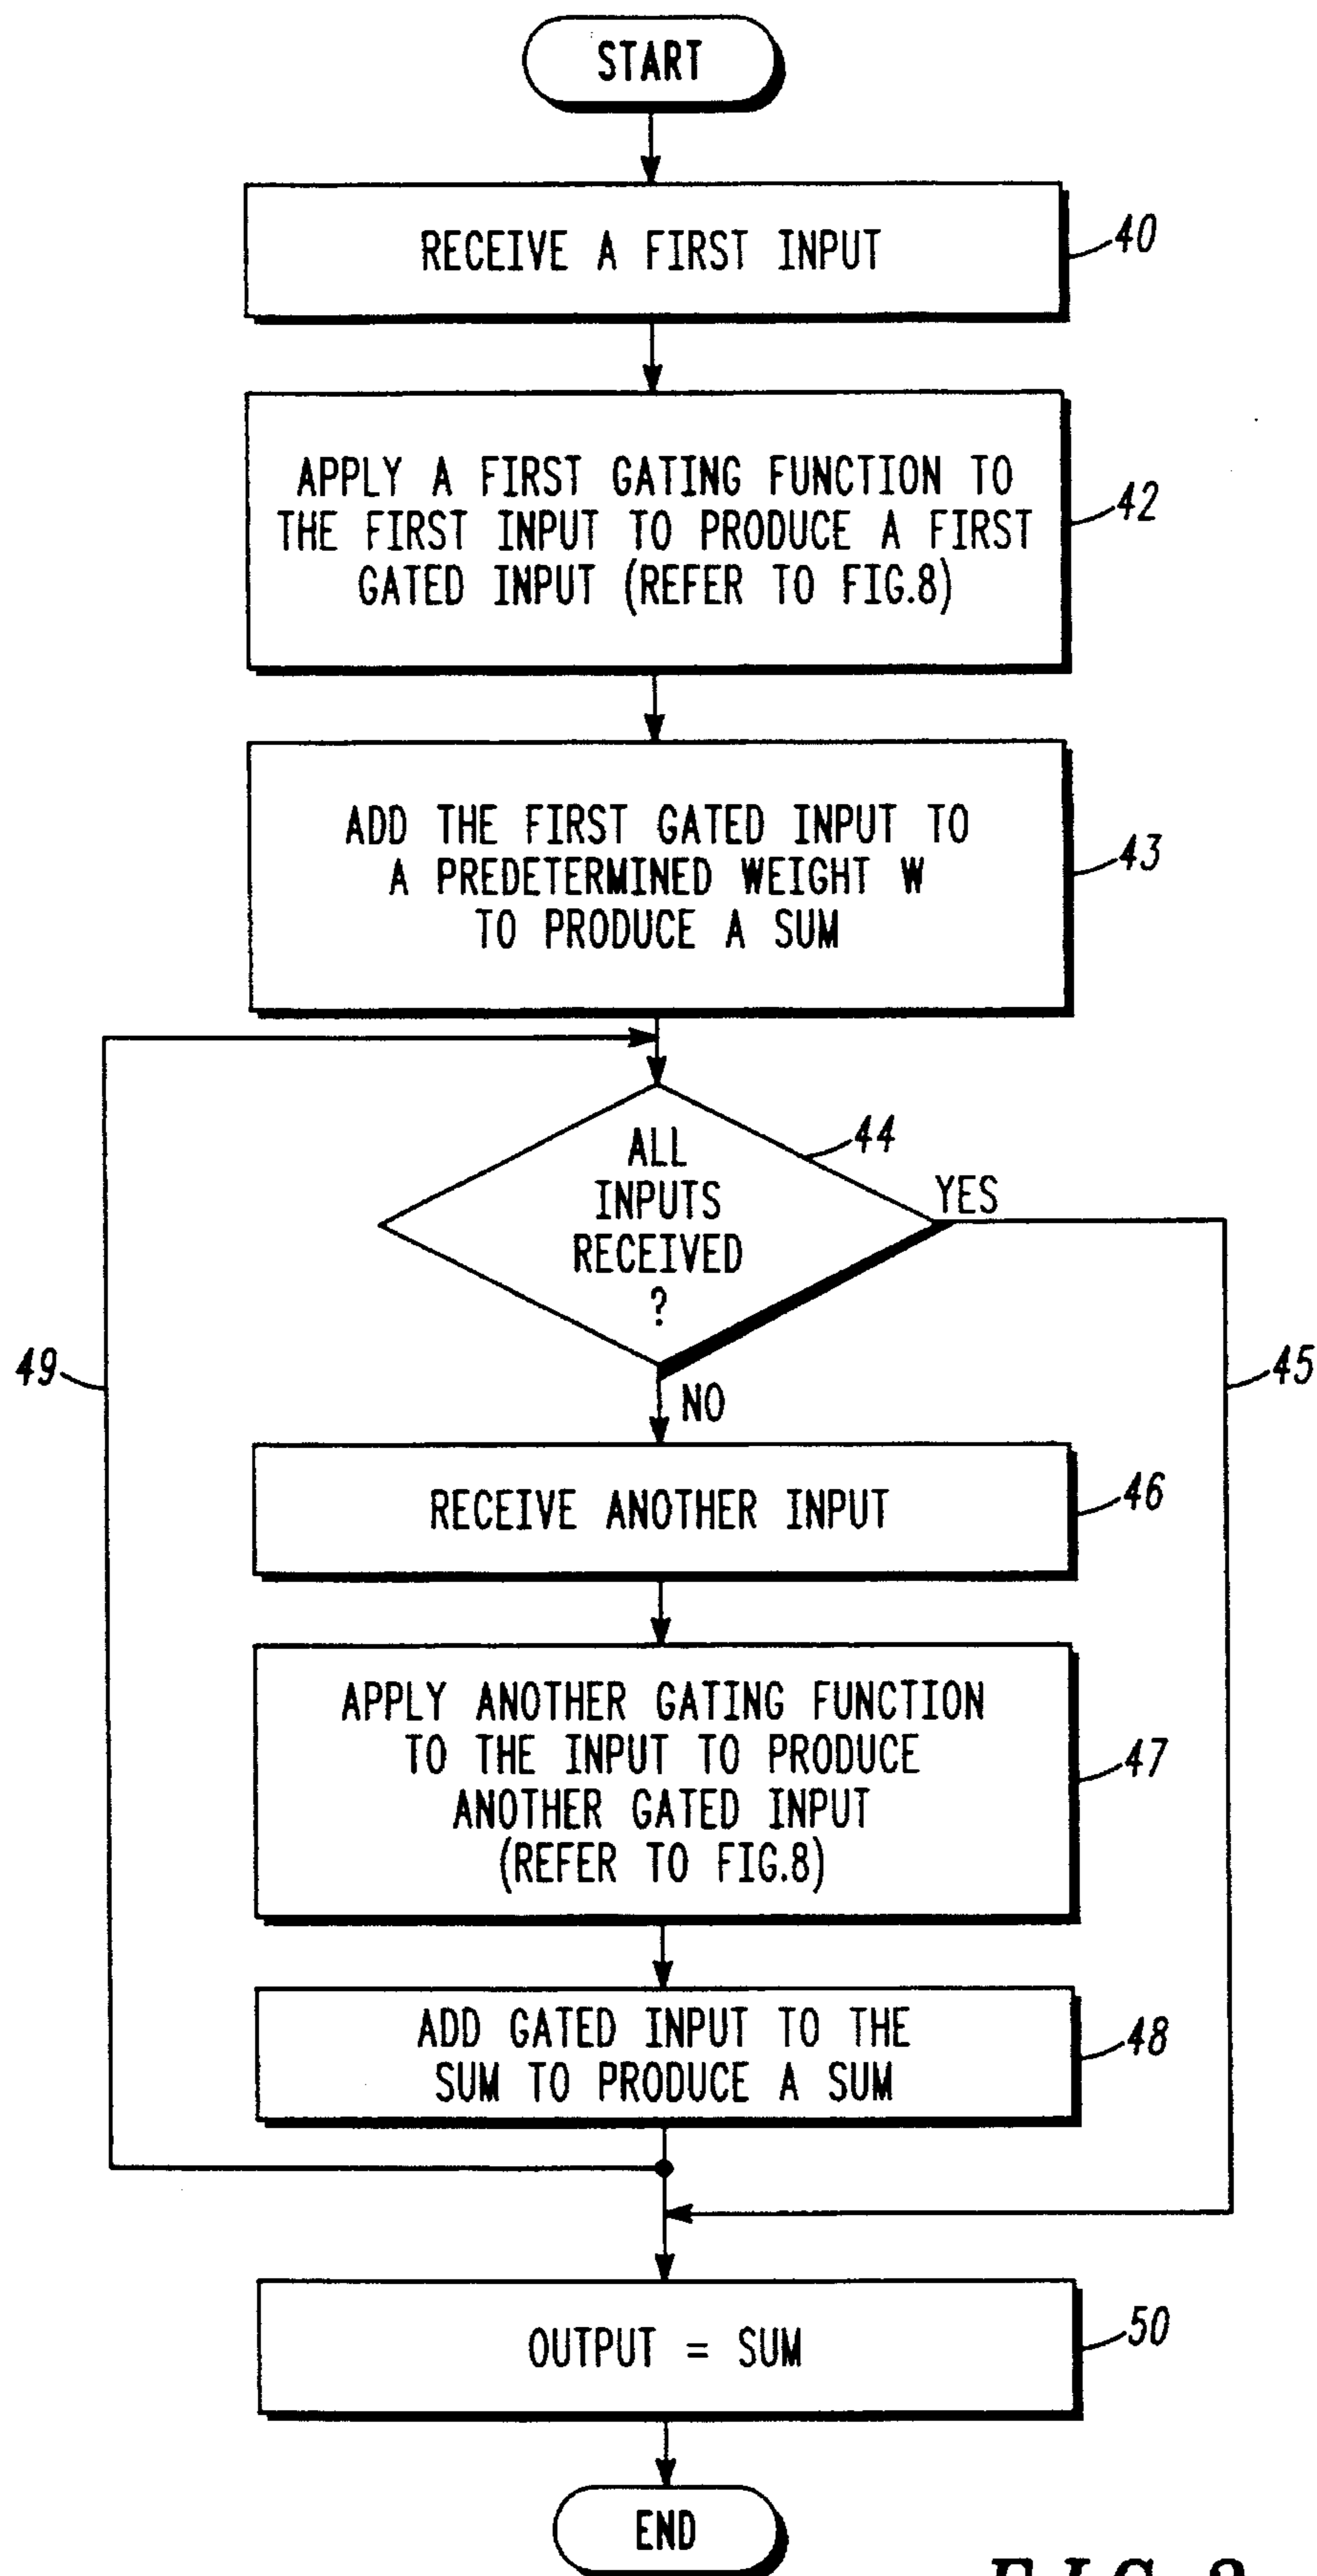 START
RECEIVE A FIRST INPUT
40
APPLY A FIRST GATING FUNCTION TO
THE FIRST INPUT TO PRODUCE A FIRST
GATED INPUT (REFER TO FIG.8)
42
ADD THE FIRST GATED INPUT TO
A PREDETERMINED WEIGHT W
TO PRODUCE A SUM
43
ALL
INPUTS
RECEIVED
?
44
YES
49
45
NO
RECEIVE ANOTHER INPUT
46
APPLY ANOTHER GATING FUNCTION
TO THE INPUT TO PRODUCE
ANOTHER GATED INPUT
(REFER TO FIG.8)
47
ADD GATED INPUT TO THE
SUM TO PRODUCE A SUM
48
OUTPUT = SUM
50
END